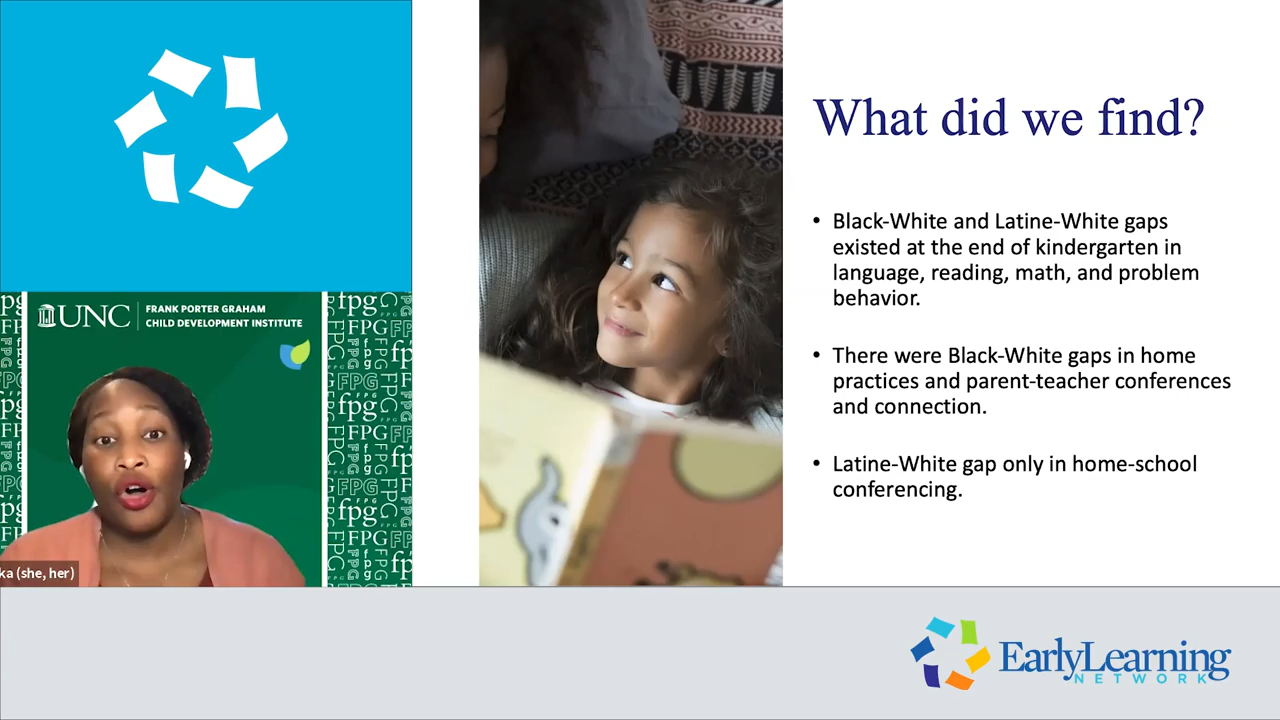 What did we find?
• Black-White and Latine-White gaps
existed at the end of kindergarten in
language, reading, math, and problem
behavior.
• There were Black-White gaps in home
practices and parent-teacher conferences
and connection.
• Latine-White gap only in home-school
conferencing.
UNC
FRANK PORTER GRAHAM
CHILD DEVELOPMENT INSTITUTE
fpg
FPG
ka (she, her)
EarlyLearning
NETWORK